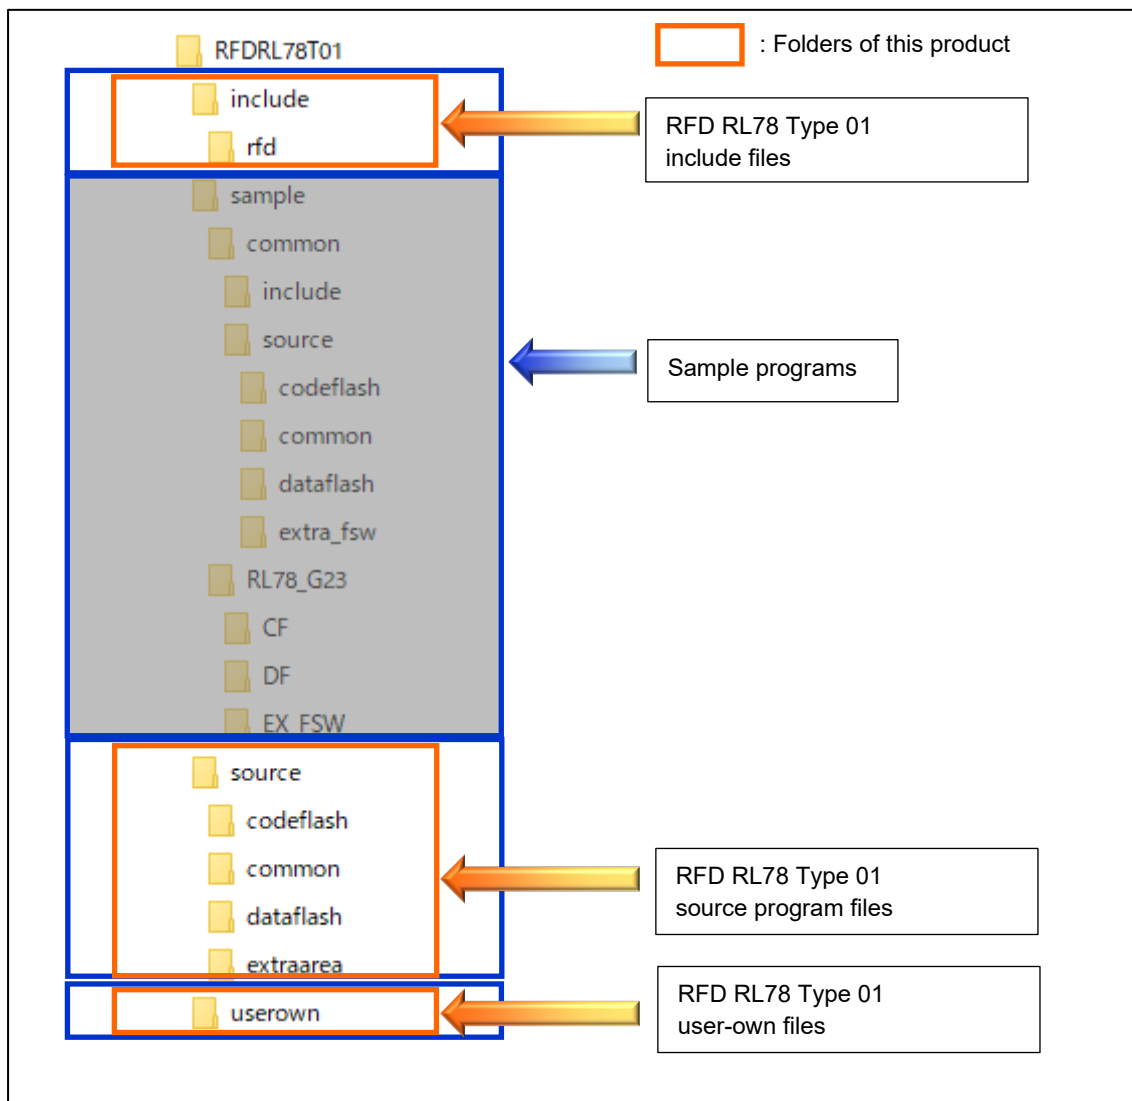 RFDRL78T01
: Folders of this product
include
rfd
RFD RL78 Type 01
include files
sample
common
include
source
codeflash
common
dataflash
extra_fsw
RL78_G23
CF
DF
EX_FSW
Sample programs
source
codeflash
common
dataflash
extraarea
RFD RL78 Type 01
source program files
userown
RFD RL78 Type 01
user-own files